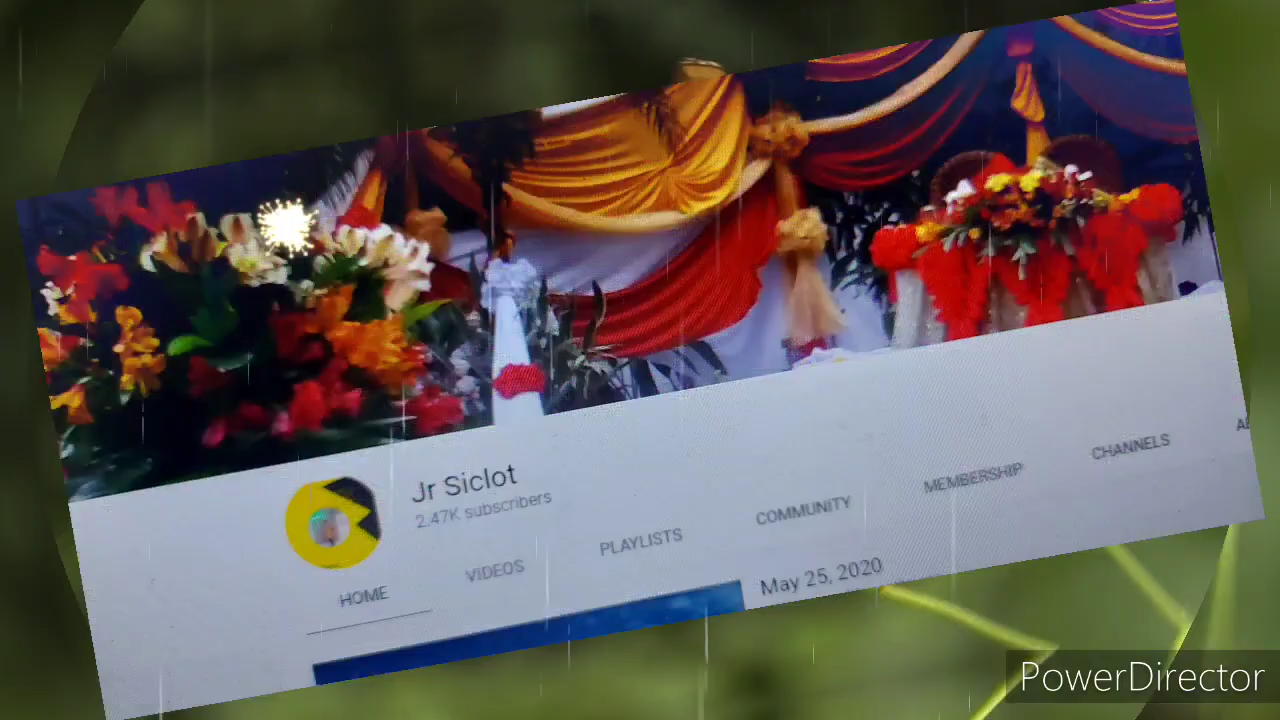 Jr Siclot
2.47K subscribers
HOME
VIDEOS
PLAYLISTS
COMMUNITY
MEMBERSHIP
CHANNELS
May 25, 2020
PowerDirector